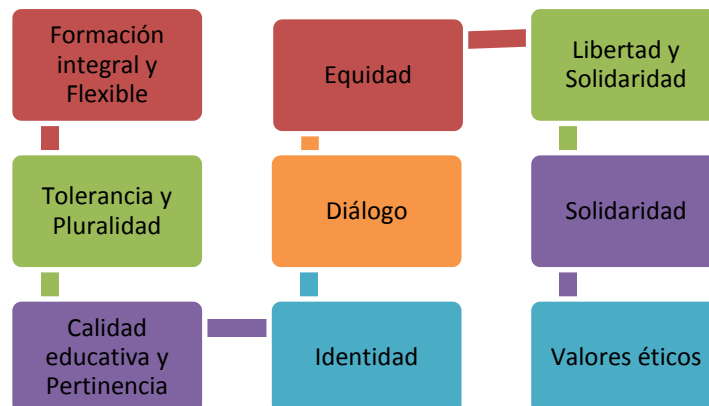 Formación
integral y
Flexible
Tolerancia y
Pluralidad
Calidad
educativa y
Pertinencia
Identidad
Diálogo
Equidad
Libertad y
Solidaridad
Solidaridad
Valores éticos